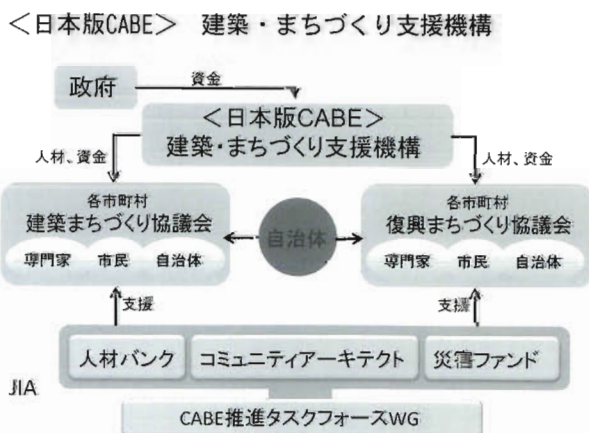 ＜日本版CABE＞　建築・まちづくり支援機構
政府
資金
＜日本版CABE＞
建築・まちづくり支援機構
人材、資金
人材、資金
各市町村
建築まちづくり協議会
専門家　市民　自治体
自治体
各市町村
復興まちづくり協議会
専門家　市民　自治体
支援
支援
人材バンク
コミュニティアーキテクト
災害ファンド
JIA
CABE推進タスクフォースWG